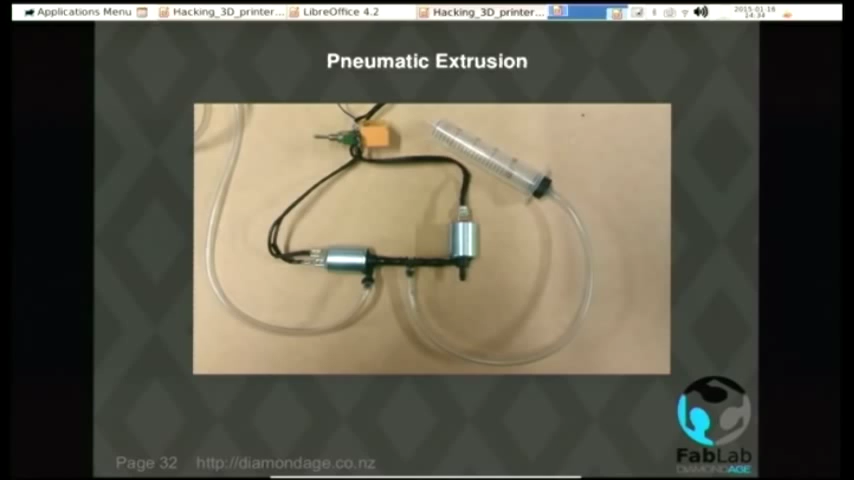 Applications Menu Hacking_3D_printer... LibreOffice 4.2 Hacking_3D_printer... 2015-01-16
14:34
Pneumatic Extrusion
FabLab
DIAMONDAGE
Page 32 http://diamondage.co.nz